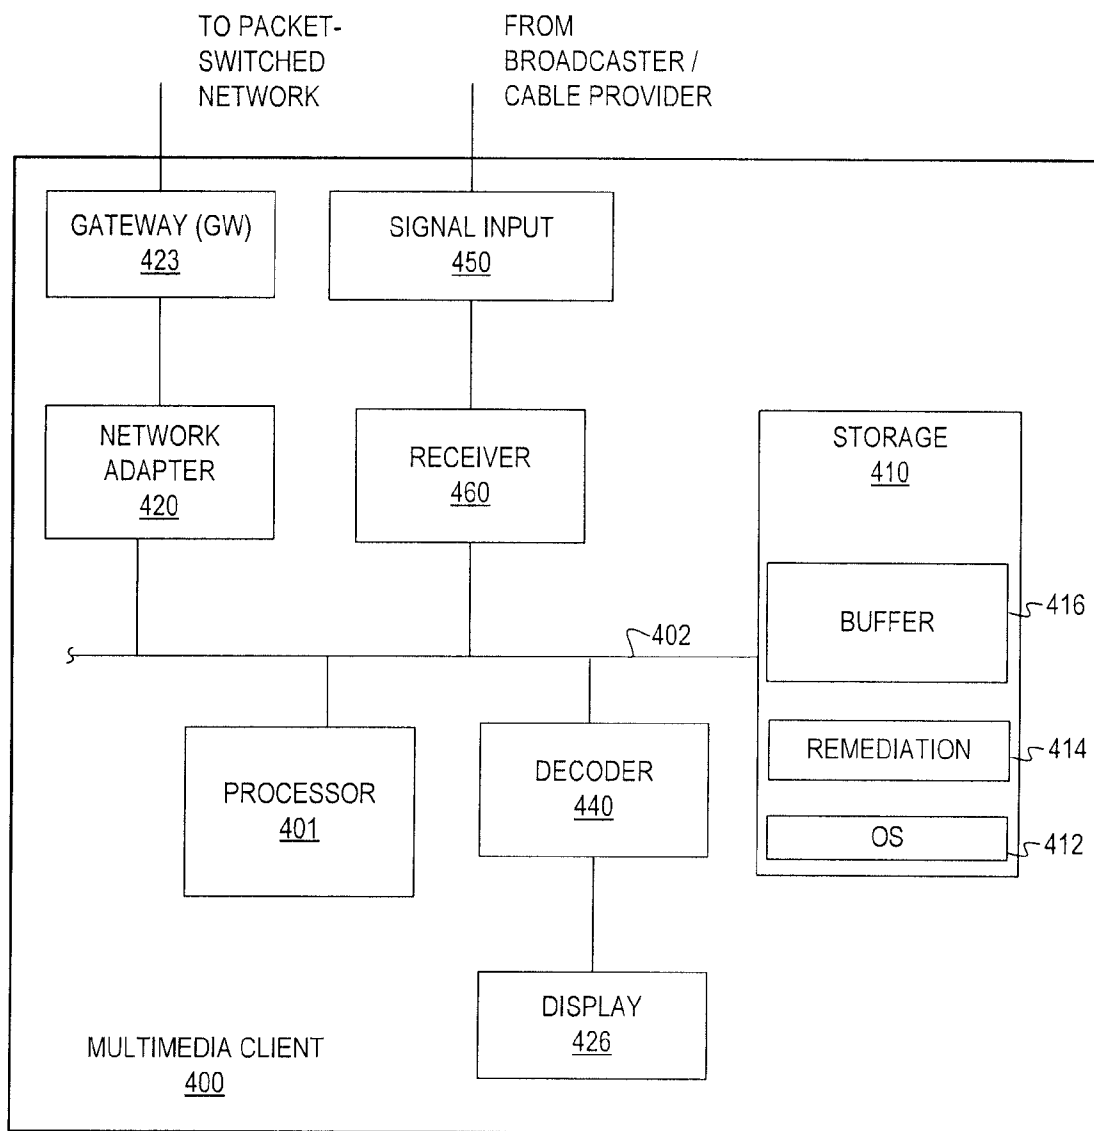 TO PACKET-
SWITCHED
NETWORK
FROM
BROADCASTER /
CABLE PROVIDER
GATEWAY (GW)
423
SIGNAL INPUT
450
NETWORK
ADAPTER
420
RECEIVER
460
STORAGE
410
BUFFER
416
402
REMEDIATION
414
PROCESSOR
401
DECODER
440
OS
412
DISPLAY
426
MULTIMEDIA CLIENT
400